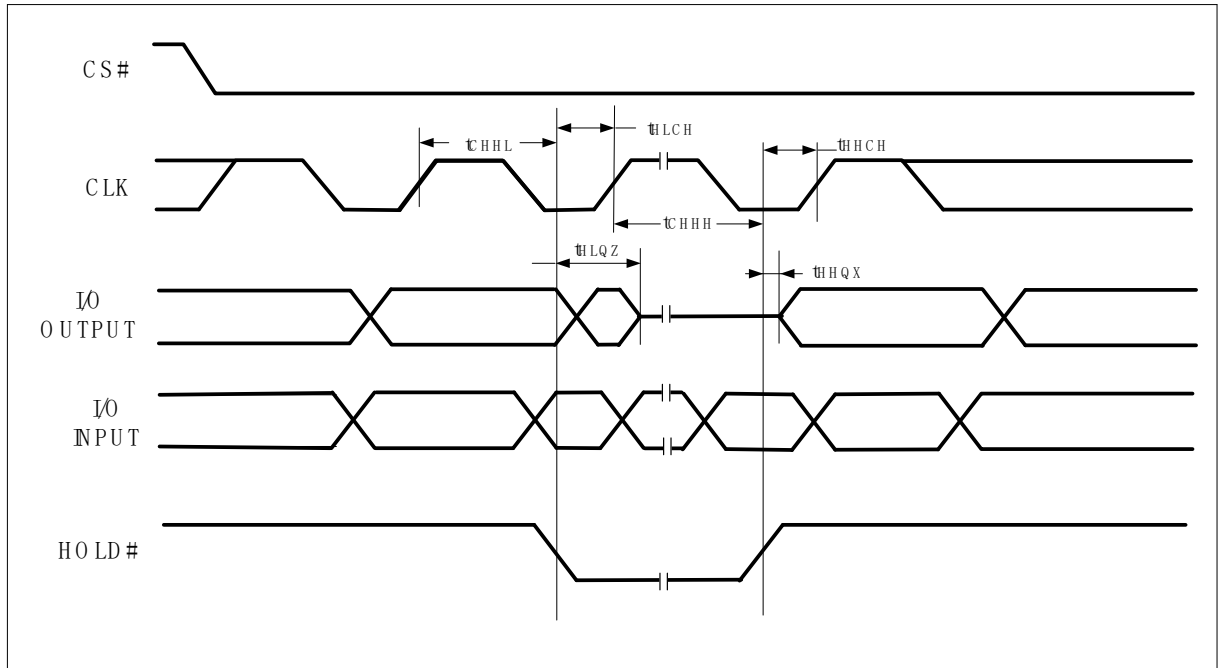 CS#
tCHHL
tHLCH
tHHCH
CLK
tCHHH
tHLQZ
tHHQX
I/O
OUTPUT
I/O
INPUT
HOLD#